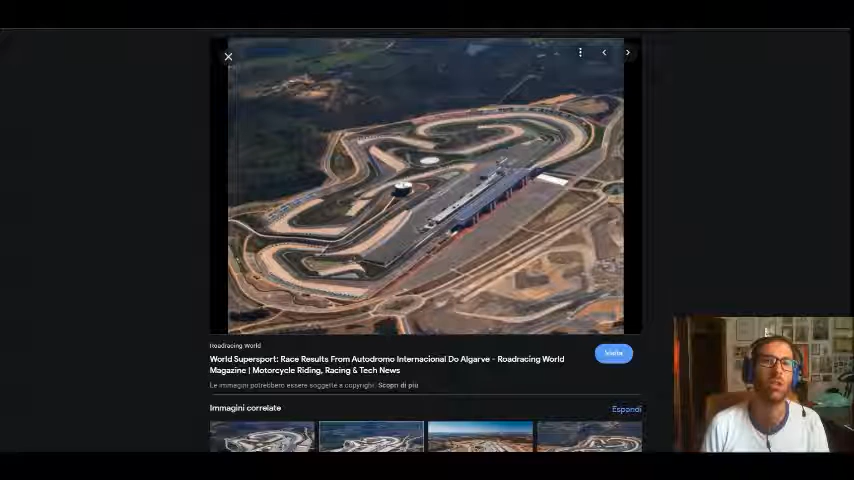 Roadracing World
World Supersport: Race Results From Autodromo Internacional Do Algarve - Roadracing World
Magazine | Motorcycle Riding, Racing & Tech News
Visita
Le immagini potrebbero essere soggette a copyright. Scopri di più
Immagini correlate
Espandi